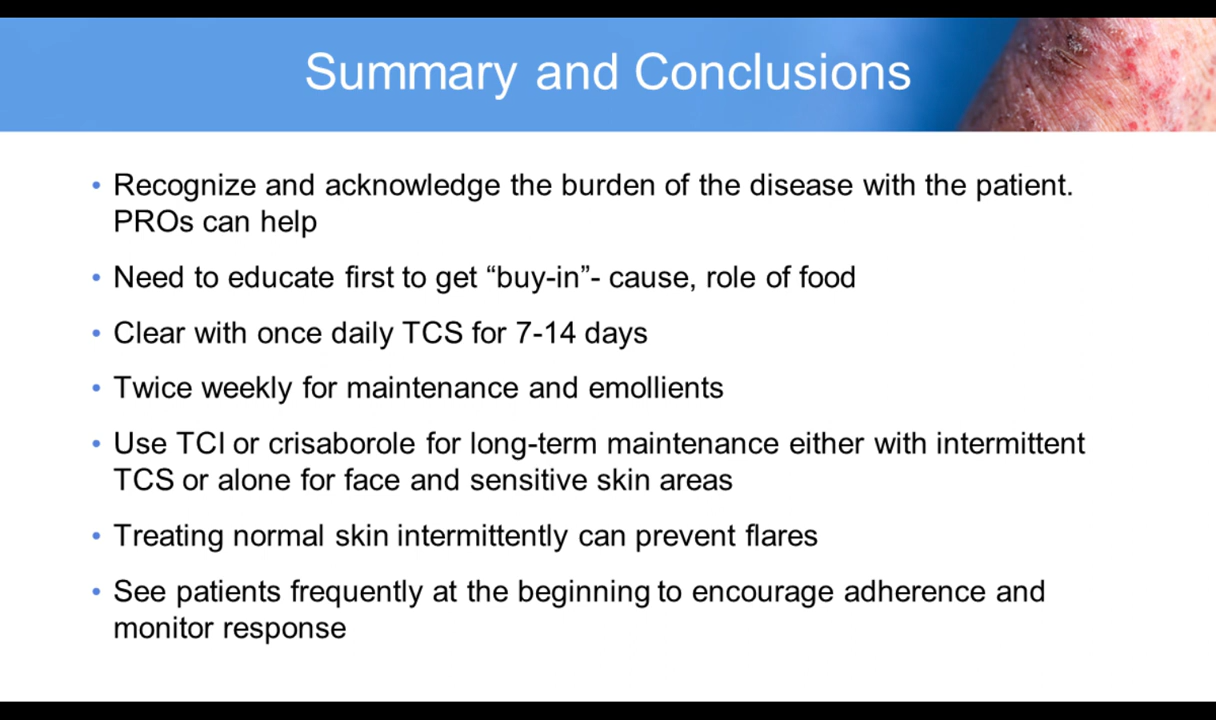 Summary and Conclusions
• Recognize and acknowledge the burden of the disease with the patient.
PROs can help
• Need to educate first to get “buy-in”- cause, role of food
• Clear with once daily TCS for 7-14 days
• Twice weekly for maintenance and emollients
• Use TCI or crisaborole for long-term maintenance either with intermittent
TCS or alone for face and sensitive skin areas
• Treating normal skin intermittently can prevent flares
• See patients frequently at the beginning to encourage adherence and
monitor response